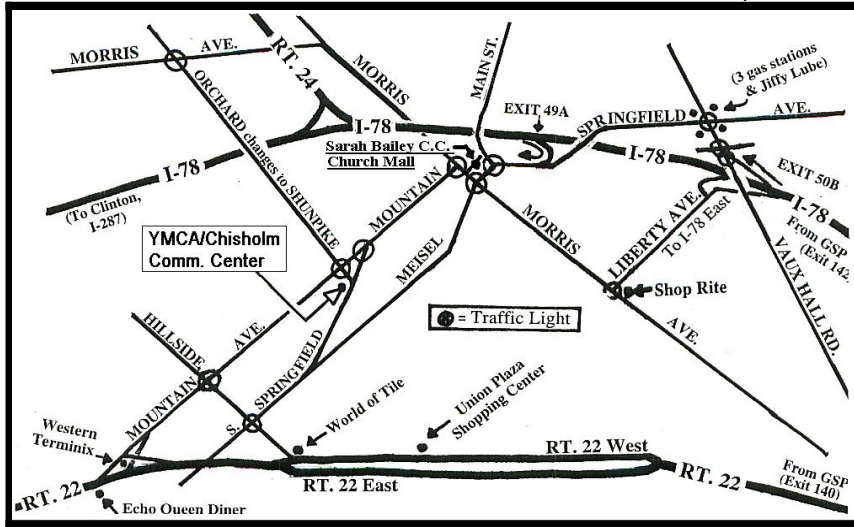 MORRIS AVE.
RT. 24
MORRIS
MAIN ST.
(3 gas stations
& Jiffy Lube)
EXIT 49A
SPRINGFIELD AVE.
ORCHARD changes to SHUNPIKE
I-78
I-78
I-78
Sarah Bailey C.C.
Church Mall
EXIT 50B
I-78
(To Clinton,
I-287)
MOUNTAIN
MORRIS
LIBERTY AVE.
To I-78 East
From GSP
(Exit 142
YMCA/Chisholm
Comm. Center
MEISEL
VAUX HALL RD.
Shop Rite
= Traffic Light
AVE.
HILLSIDE
AVE.
MOUNTAIN
S. SPRINGFIELD
World of Tile
Union Plaza
Shopping Center
Western
Terminix
RT. 22 West
RT. 22
RT. 22 East
RT. 22
From GSP
(Exit 140)
Echo Queen Diner